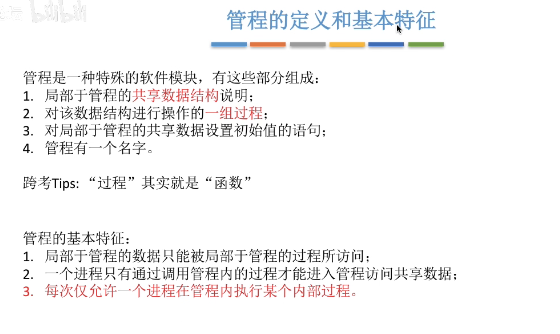 bilibili
管程的定义和基本特征
管程是一种特殊的软件模块，有这些部分组成：
1. 局部于管程的共享数据结构说明；
2. 对该数据结构进行操作的一组过程；
3. 对局部于管程的共享数据设置初始值的语句；
4. 管程有一个名字。
跨考Tips: “过程”其实就是“函数”
管程的基本特征：
1. 局部于管程的数据只能被局部于管程的过程所访问；
2. 一个进程只有通过调用管程内的过程才能进入管程访问共享数据；
3. 每次仅允许一个进程在管程内执行某个内部过程。